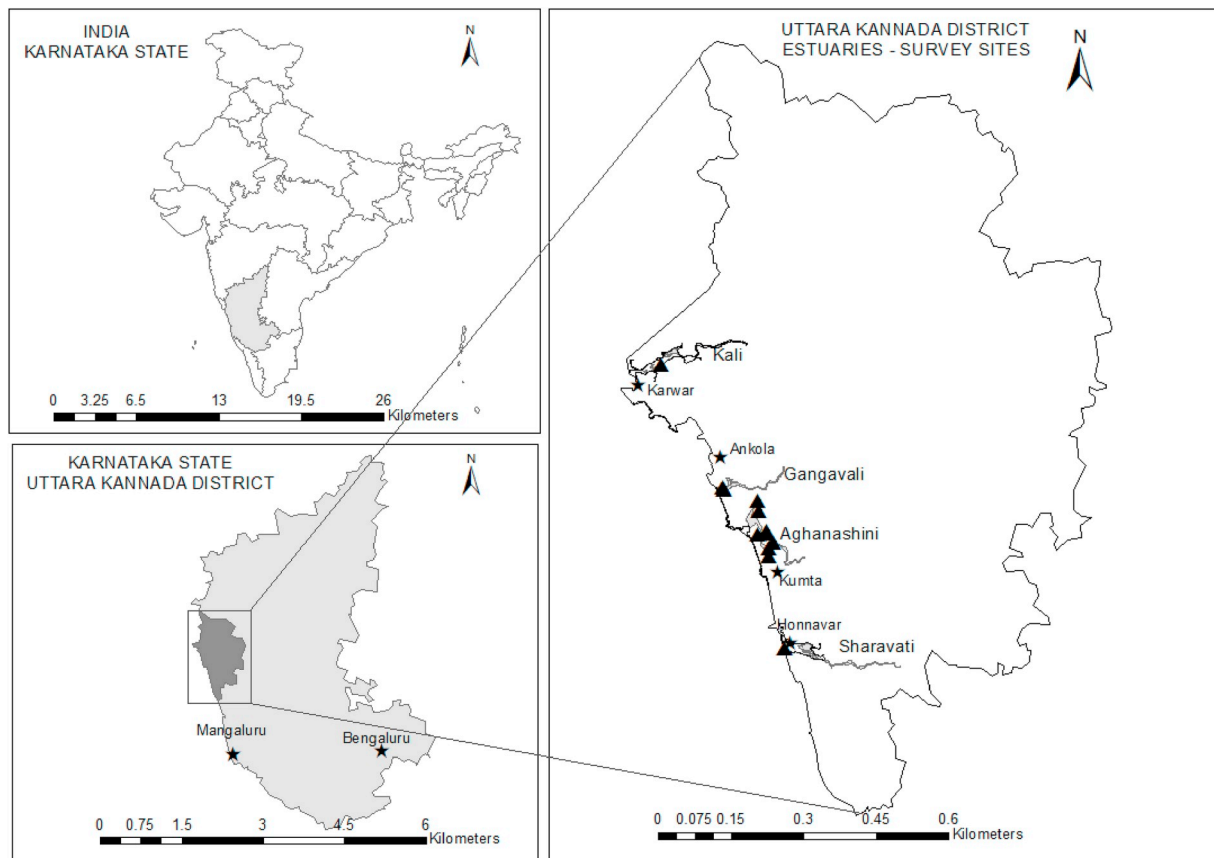 INDIA
KARNATAKA STATE
N
0 3.25 6.5 13 19.5 26
Kilometers
KARNATAKA STATE
UTTARA KANNADA DISTRICT
N
Mangaluru
Bengaluru
0 0.75 1.5 3 4.5 6
Kilometers
UTTARA KANNADA DISTRICT
ESTUARIES - SURVEY SITES
N
Kali
Karwar
Ankola
Gangavali
Aghanashini
Kumta
Honnavar
Sharavati
0 0.075 0.15 0.3 0.45 0.6
Kilometers